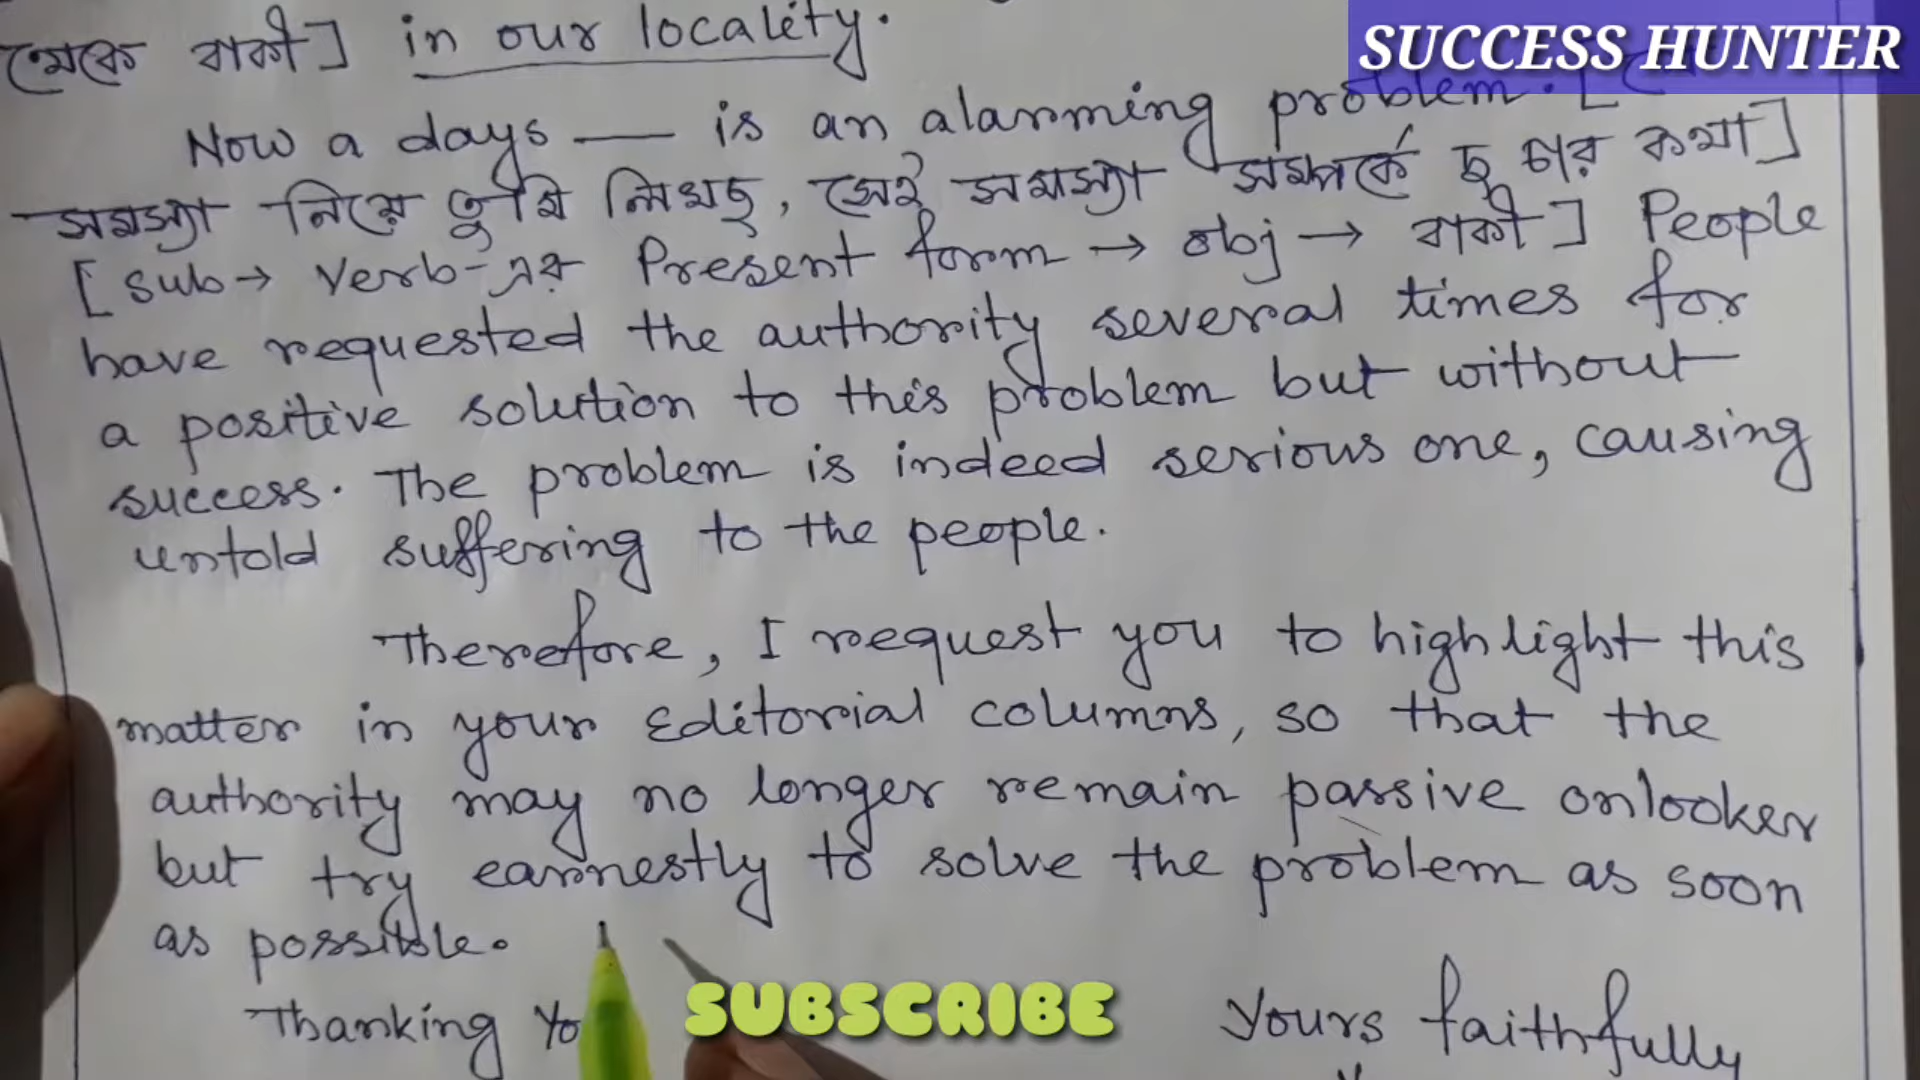 থেকে বাকী] in our locality.
SUCCESS HUNTER
Now a days — is an alarming problem. [
সমস্যা নিয়ে তুমি লিখছ, সেই সমস্যা সম্পর্কে দু চার কথা]
[sub → Verb-এর Present form → obj → বাকী] People
have requested the authority several times for
a positive solution to this problem but without
success. The problem is indeed serious one, causing
untold suffering to the people.
Therefore, I request you to highlight this
matter in your Editorial columns, so that the
authority may no longer remain passive onlooker
but try earnestly to solve the problem as soon
as possible.
Thanking Yo
SUBSCRIBE
Yours faithfully